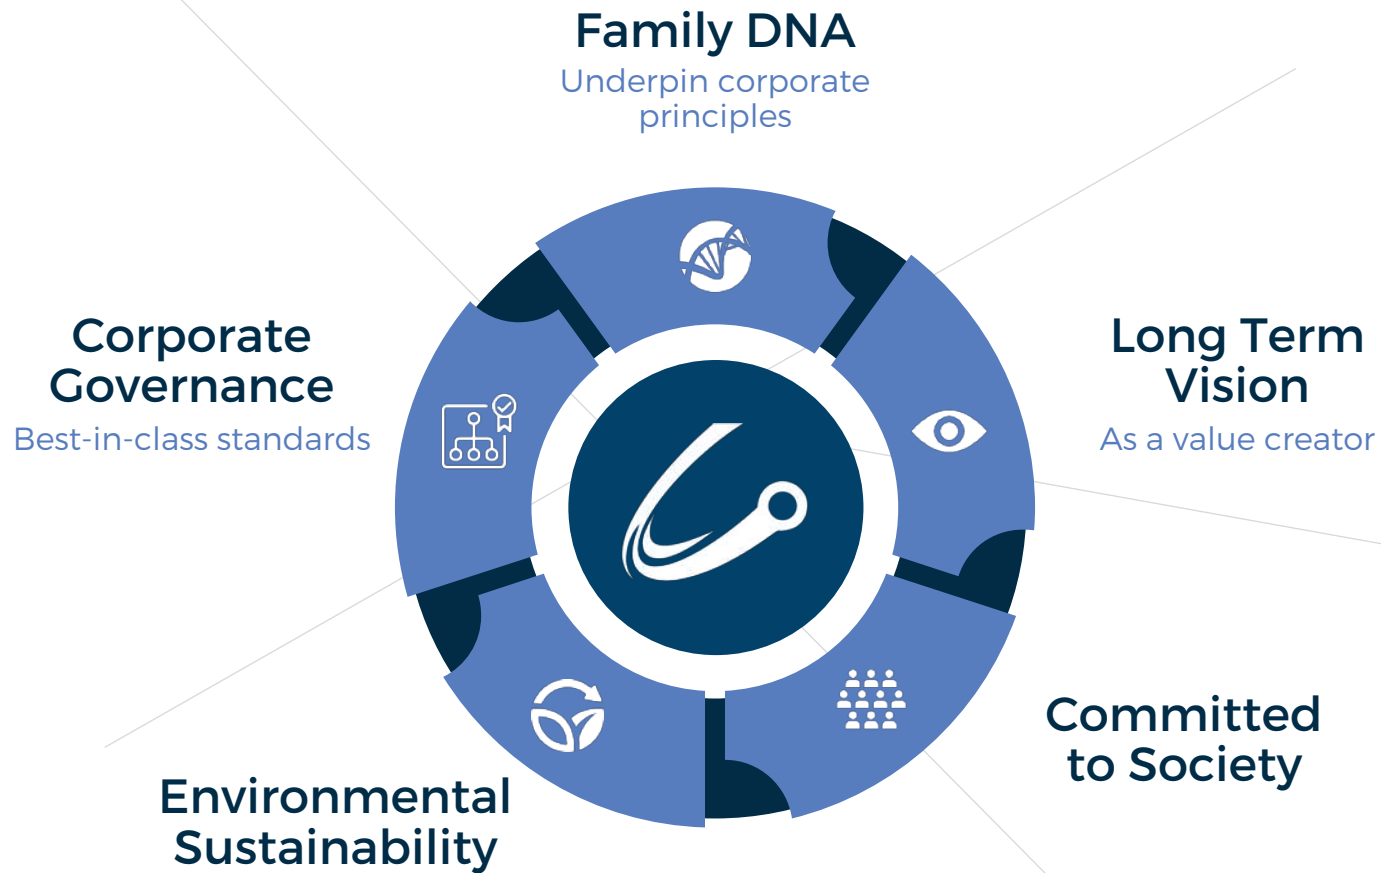 Family DNA
Underpin corporate
principles
Corporate
Governance
Best-in-class standards
Long Term
Vision
As a value creator
Committed
to Society
Environmental
Sustainability